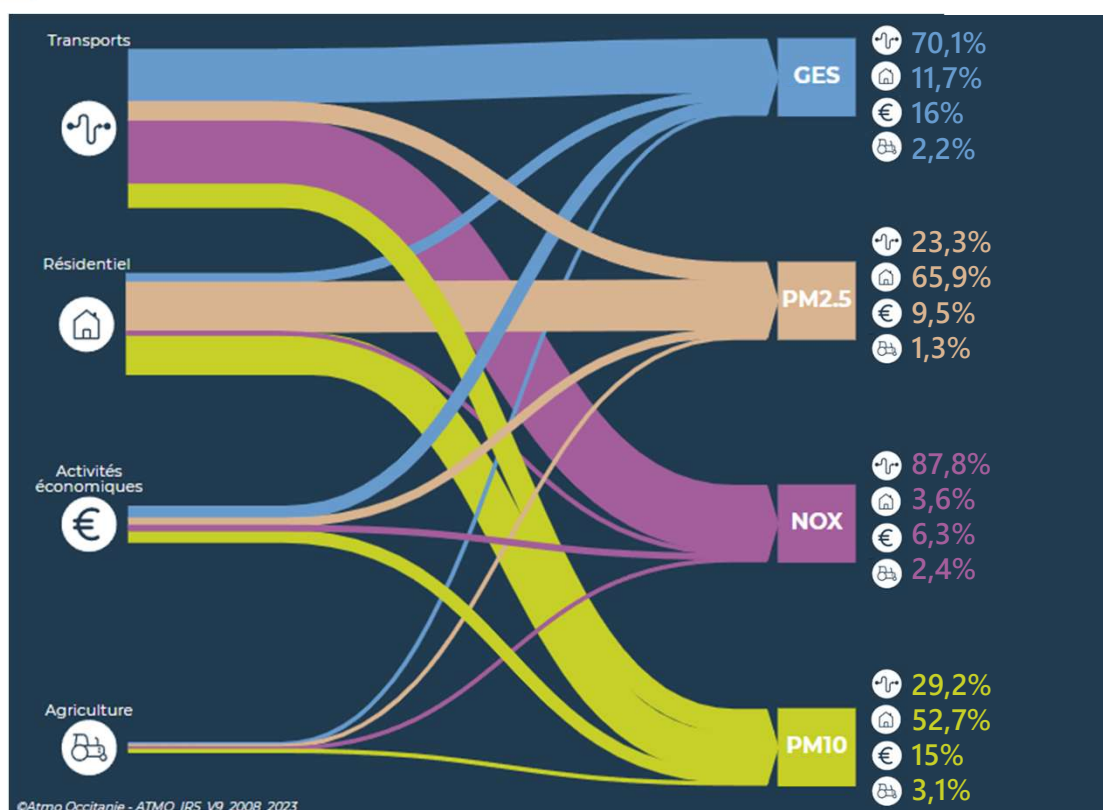 Transports
GES
70,1%
11,7%
€ 16%
2,2%
Résidentiel
PM2.5
23,3%
65,9%
€ 9,5%
1,3%
Activités
économiques
€
NOX
87,8%
3,6%
€ 6,3%
2,4%
Agriculture
PM10
29,2%
52,7%
€ 15%
3,1%
©Atmo Occitanie - ATMO_IRS_V9_2008_2023